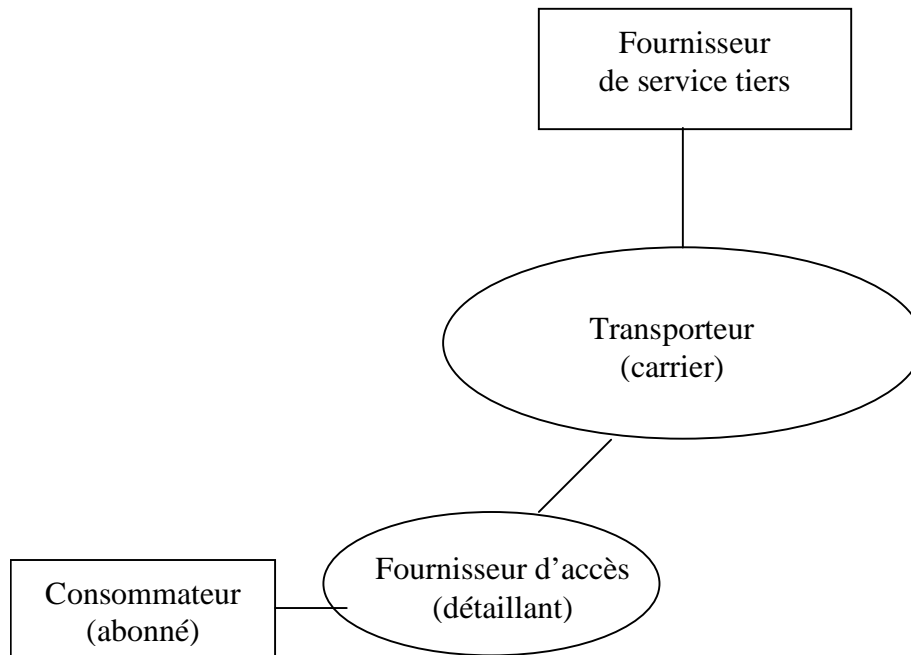 Fournisseur
de service tiers
Transporteur
(carrier)
Fournisseur d’accès
(détaillant)
Consommateur
(abonné)